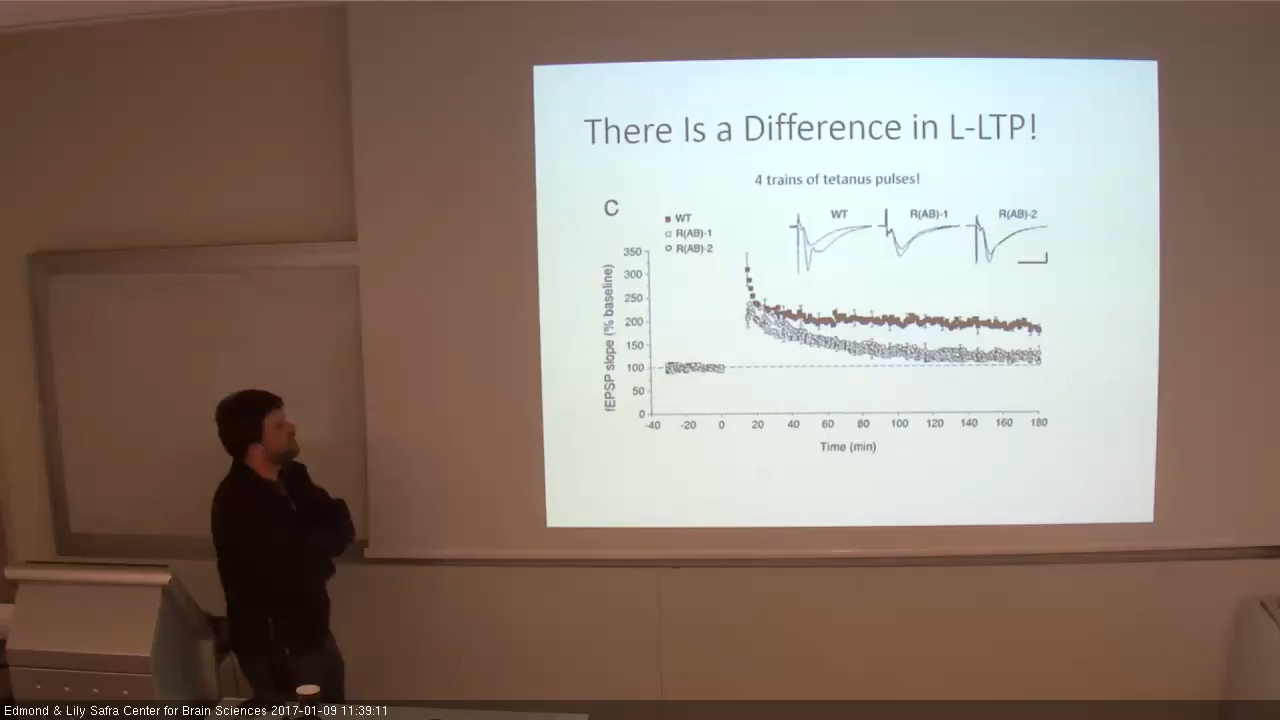 There Is a Difference in L-LTP!
4 trains of tetanus pulses!
C
WT
R(AB)-1
R(AB)-2
WT
R(AB)-1
R(AB)-2
350
300
250
200
150
100
50
0
fEPSP slope (% baseline)
-40 -20 0 20 40 60 80 100 120 140 160 180
Time (min)
Edmond & Lily Safra Center for Brain Sciences 2017-01-09 11:39:11